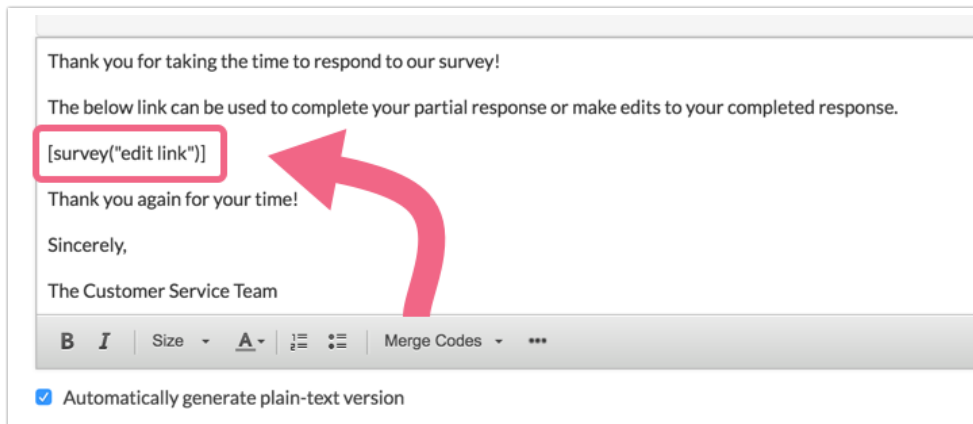 Thank you for taking the time to respond to our survey!
The below link can be used to complete your partial response or make edits to your completed response.
[survey("edit link")]
Thank you again for your time!
Sincerely,
The Customer Service Team
B I Size A Merge Codes •••
Automatically generate plain-text version